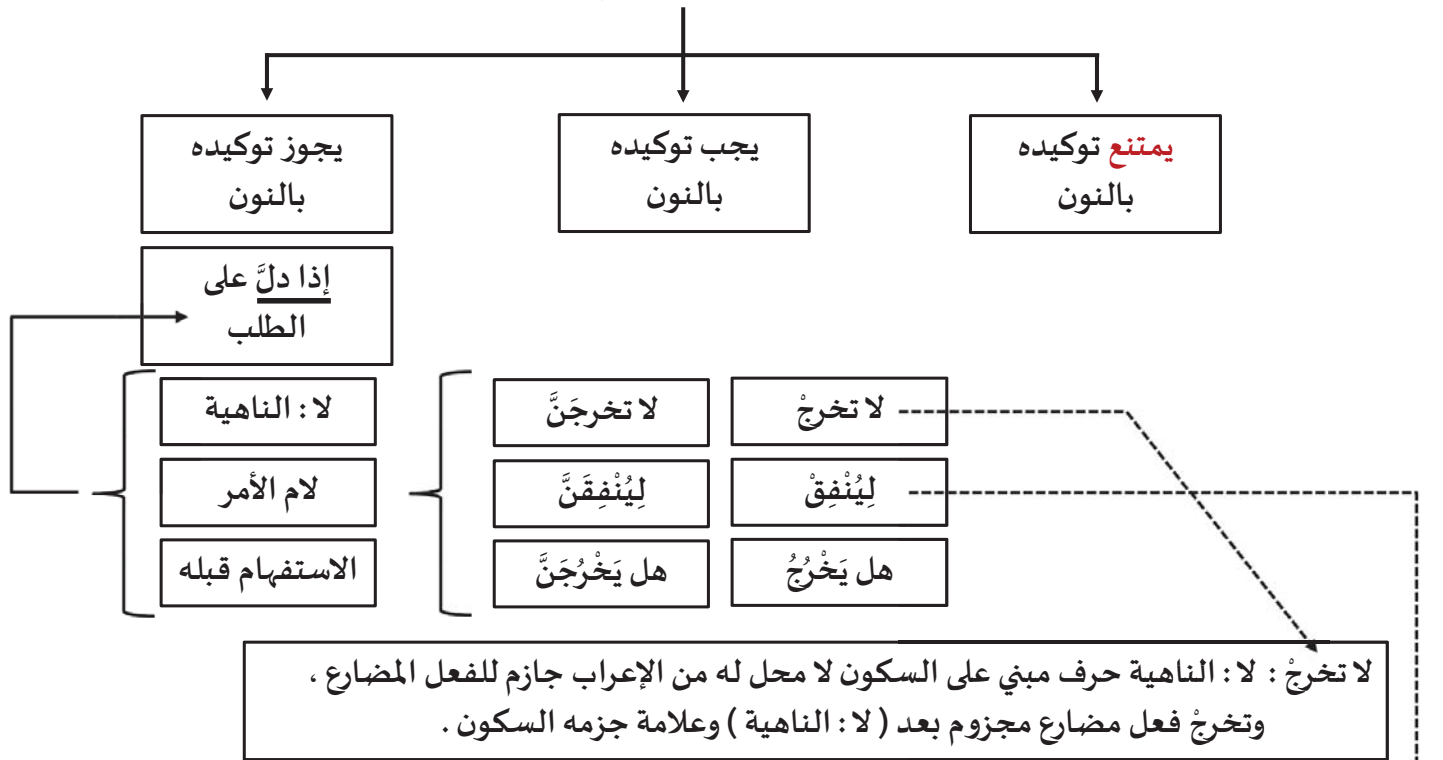 يمتنع توكيده
بالنون
يجب توكيده
بالنون
يجوز توكيده
بالنون
إذا دلَّ على
الطلب
لا : الناهية
لا تخرجَنَّ
لا تخرجْ
لام الأمر
لِيُنْفِقَنَّ
لِيُنْفِقْ
الاستفهام قبله
هل يَخْرُجَنَّ
هل يَخْرُجُ
لا تخرجْ : لا : الناهية حرف مبني على السكون لا محل له من الإعراب جازم للفعل المضارع ،
وتخرجْ فعل مضارع مجزوم بعد ( لا : الناهية ) وعلامة جزمه السكون .